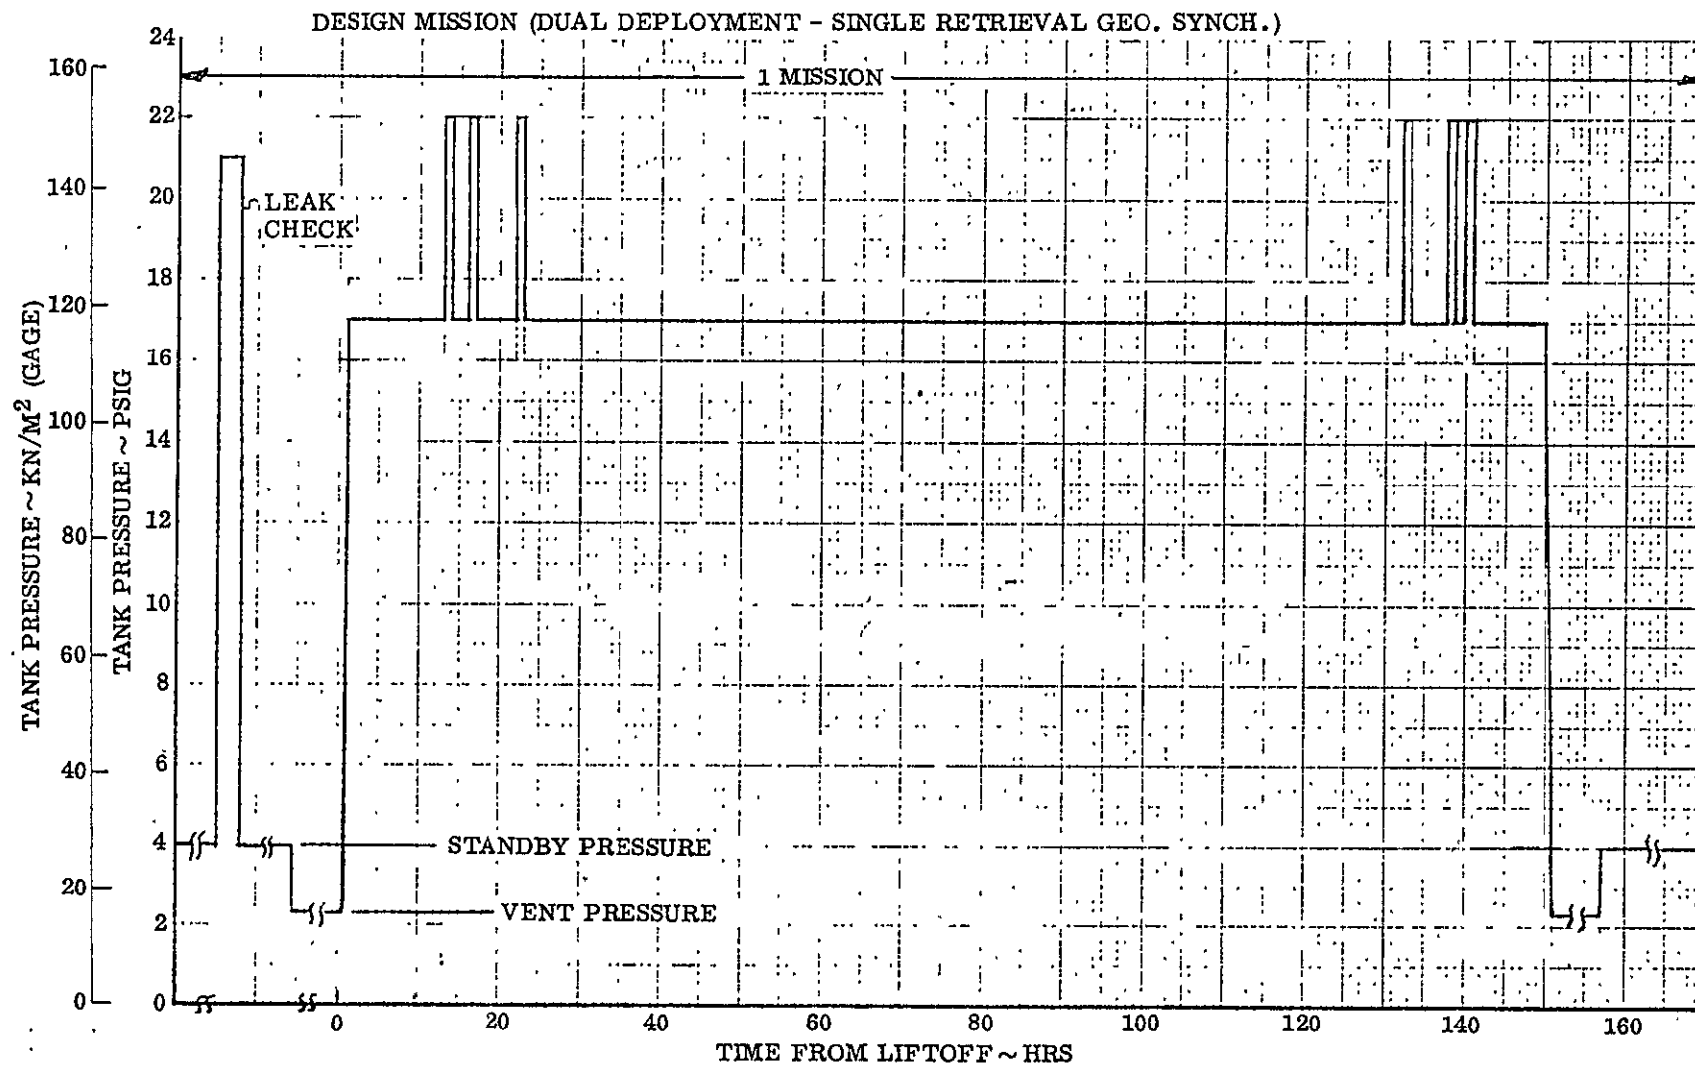 DESIGN MISSION (DUAL DEPLOYMENT - SINGLE RETRIEVAL GEO. SYNCH.)
1 MISSION
LEAK
CHECK
STANDBY PRESSURE
VENT PRESSURE
TANK PRESSURE ~ KN/M² (GAGE)
160
140
120
100
80
60
40
20
0
TANK PRESSURE ~ PSIG
24
22
20
18
16
14
12
10
8
6
4
2
0
0 20 40 60 80 100 120 140 160
TIME FROM LIFTOFF ~ HRS